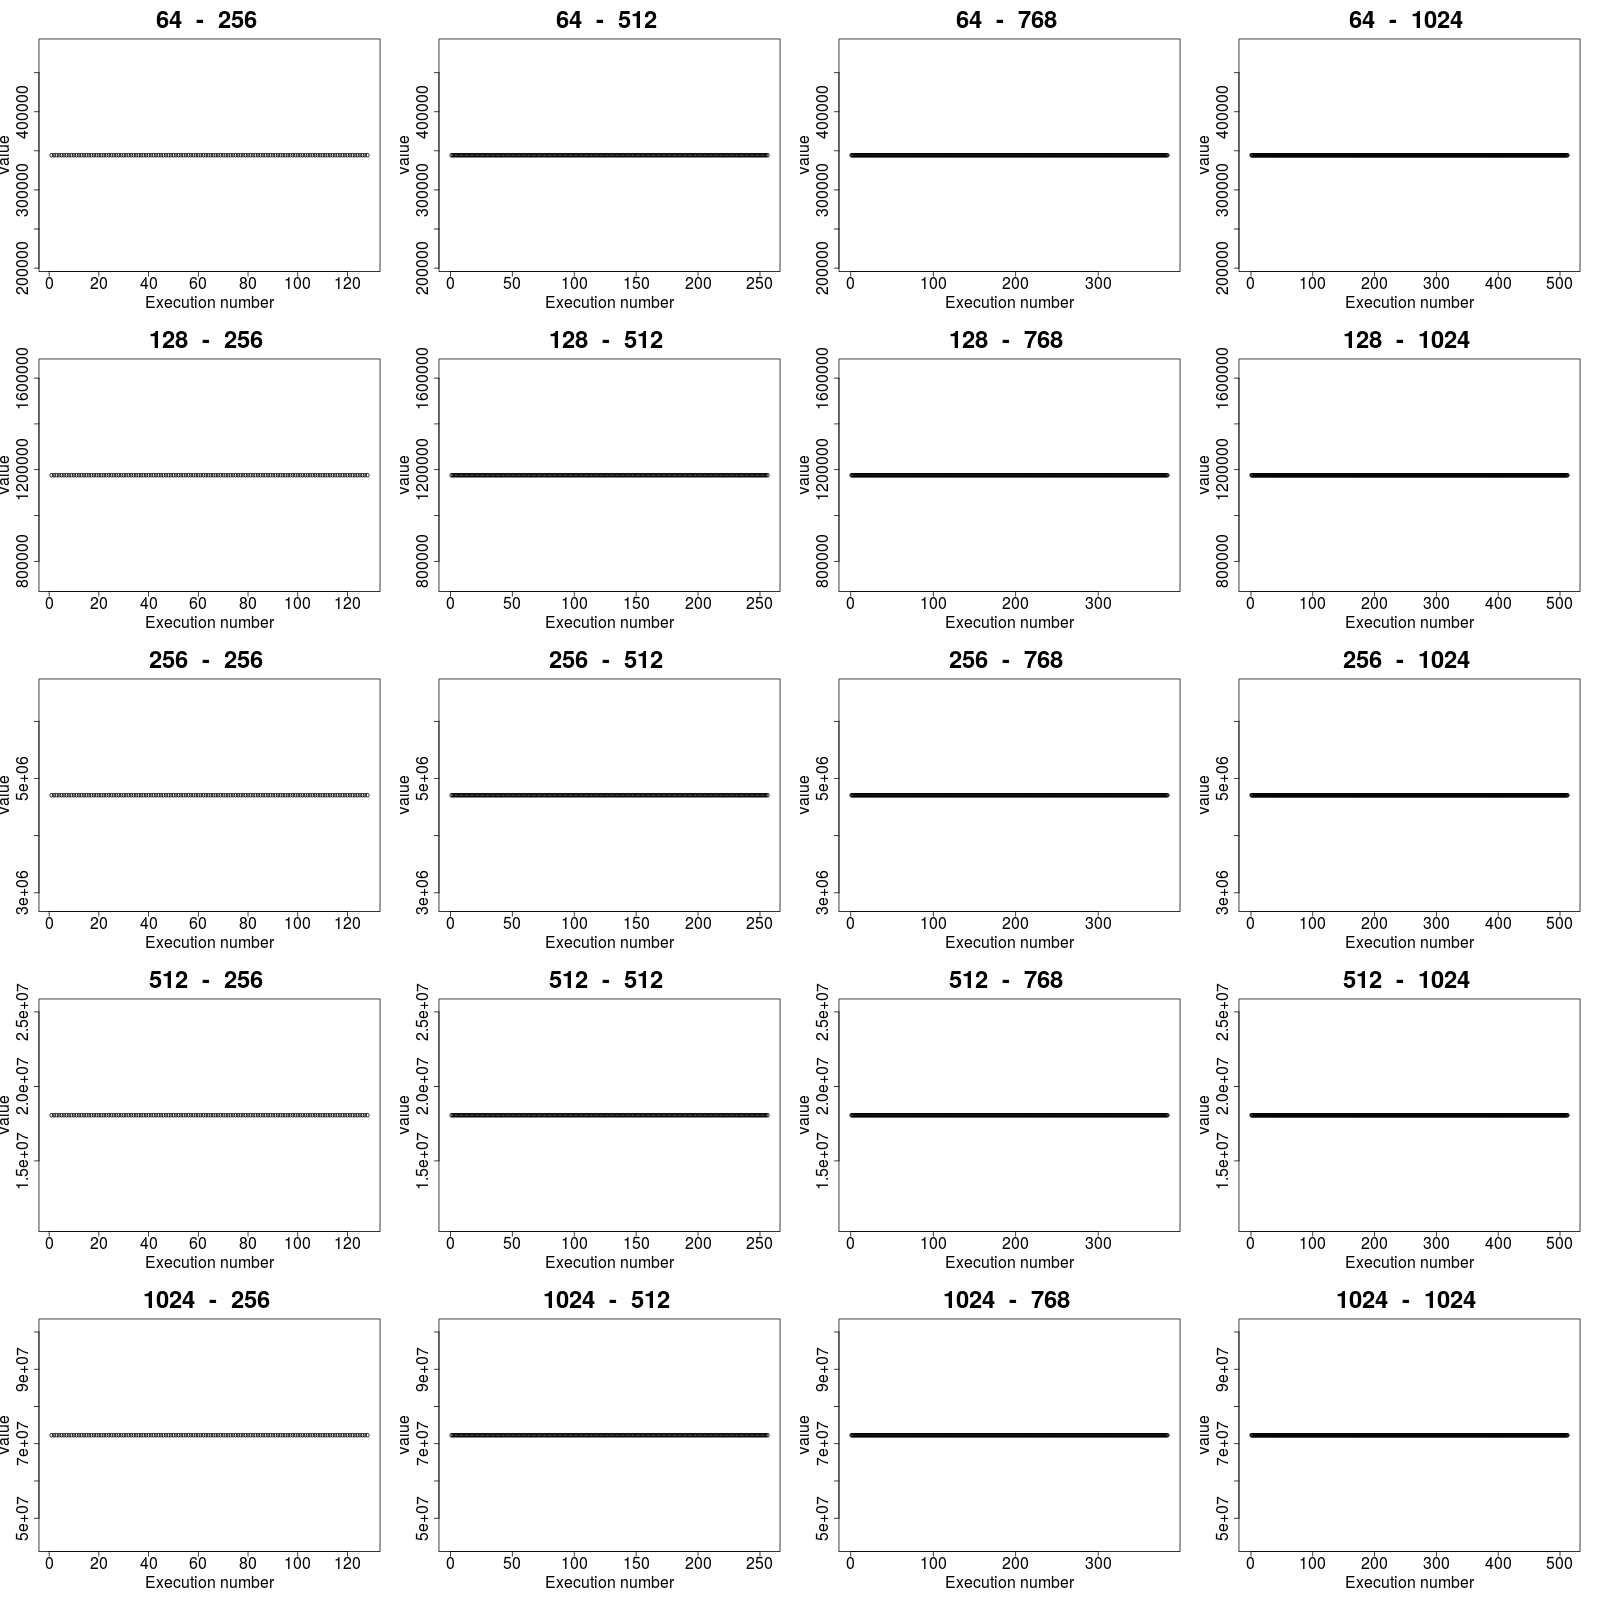 64 - 256
64 - 512
64 - 768
64 - 1024
value
200000 300000 400000
0 20 40 60 80 100 120
Execution number
value
200000 300000 400000
0 50 100 150 200 250
Execution number
value
200000 300000 400000
0 100 200 300
Execution number
value
200000 300000 400000
0 100 200 300 400 500
Execution number
128 - 256
128 - 512
128 - 768
128 - 1024
value
800000 1200000 1600000
0 20 40 60 80 100 120
Execution number
value
800000 1200000 1600000
0 50 100 150 200 250
Execution number
value
800000 1200000 1600000
0 100 200 300
Execution number
value
800000 1200000 1600000
0 100 200 300 400 500
Execution number
256 - 256
256 - 512
256 - 768
256 - 1024
value
3e+06 5e+06
0 20 40 60 80 100 120
Execution number
value
3e+06 5e+06
0 50 100 150 200 250
Execution number
value
3e+06 5e+06
0 100 200 300
Execution number
value
3e+06 5e+06
0 100 200 300 400 500
Execution number
512 - 256
512 - 512
512 - 768
512 - 1024
value
1.5e+07 2.0e+07 2.5e+07
0 20 40 60 80 100 120
Execution number
value
1.5e+07 2.0e+07 2.5e+07
0 50 100 150 200 250
Execution number
value
1.5e+07 2.0e+07 2.5e+07
0 100 200 300
Execution number
value
1.5e+07 2.0e+07 2.5e+07
0 100 200 300 400 500
Execution number
1024 - 256
1024 - 512
1024 - 768
1024 - 1024
value
5e+07 7e+07 9e+07
0 20 40 60 80 100 120
Execution number
value
5e+07 7e+07 9e+07
0 50 100 150 200 250
Execution number
value
5e+07 7e+07 9e+07
0 100 200 300
Execution number
value
5e+07 7e+07 9e+07
0 100 200 300 400 500
Execution number